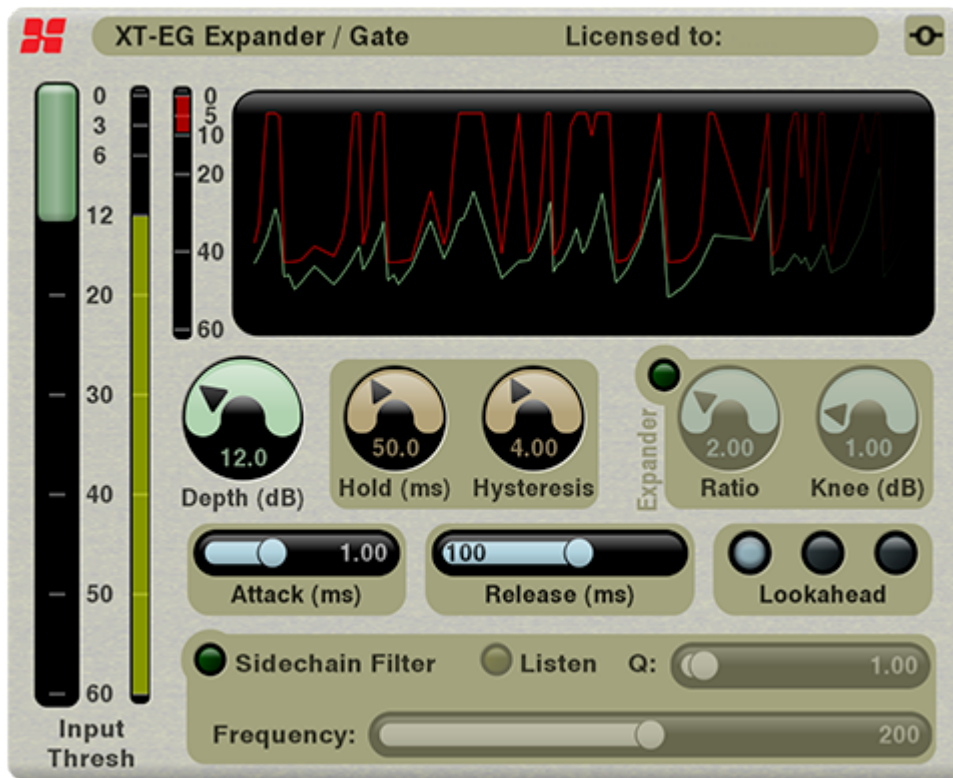 XT-EG Expander / Gate Licensed to:
0 0
3 5
6 10
12 20
20 40
30 60
40
50
60
Input
Thresh
12.0
Depth (dB)
50.0 4.00
Hold (ms) Hysteresis
Expander
2.00 1.00
Ratio Knee (dB)
1.00
Attack (ms)
100
Release (ms)
Lookahead
Sidechain Filter Listen Q: 1.00
Frequency: 200